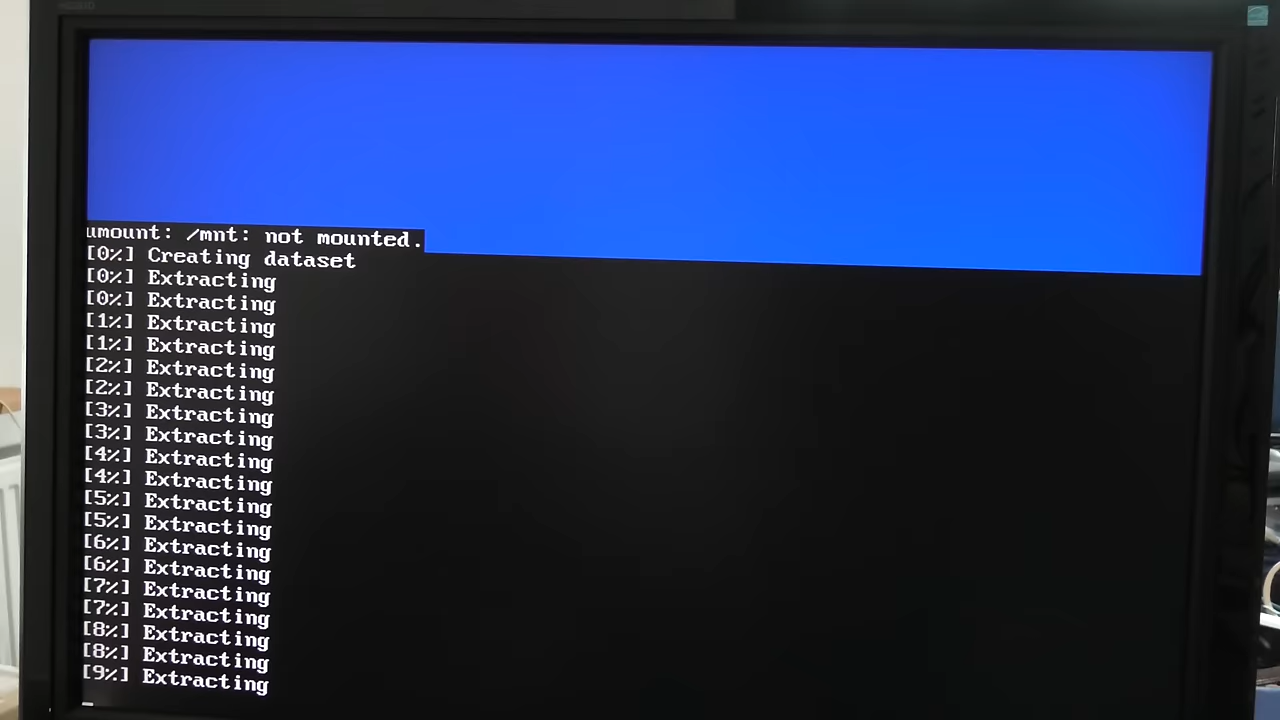 umount: /mnt: not mounted.
[0%] Creating dataset
[0%] Extracting
[0%] Extracting
[1%] Extracting
[1%] Extracting
[2%] Extracting
[2%] Extracting
[3%] Extracting
[3%] Extracting
[4%] Extracting
[4%] Extracting
[5%] Extracting
[5%] Extracting
[6%] Extracting
[6%] Extracting
[7%] Extracting
[7%] Extracting
[8%] Extracting
[8%] Extracting
[9%] Extracting